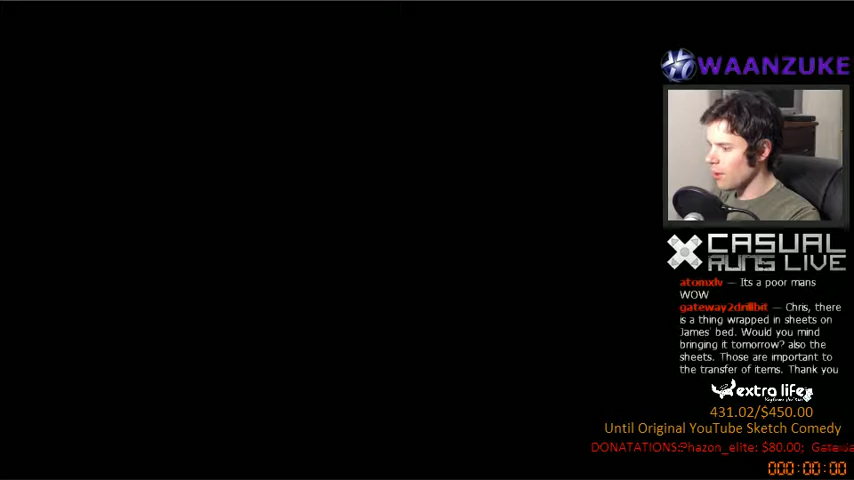 WAANZUKE
CASUAL
RUNS LIVE
atomxlv — Its a poor mans
WOW
gateway2drillbit — Chris, there
is a thing wrapped in sheets on
James' bed. Would you mind
bringing it tomorrow? also the
sheets. Those are important to
the transfer of items. Thank you
extra life
431.02/$450.00
Until Original YouTube Sketch Comedy
DONATATIONS:Phazon_elite: $80.00;
000:00:00